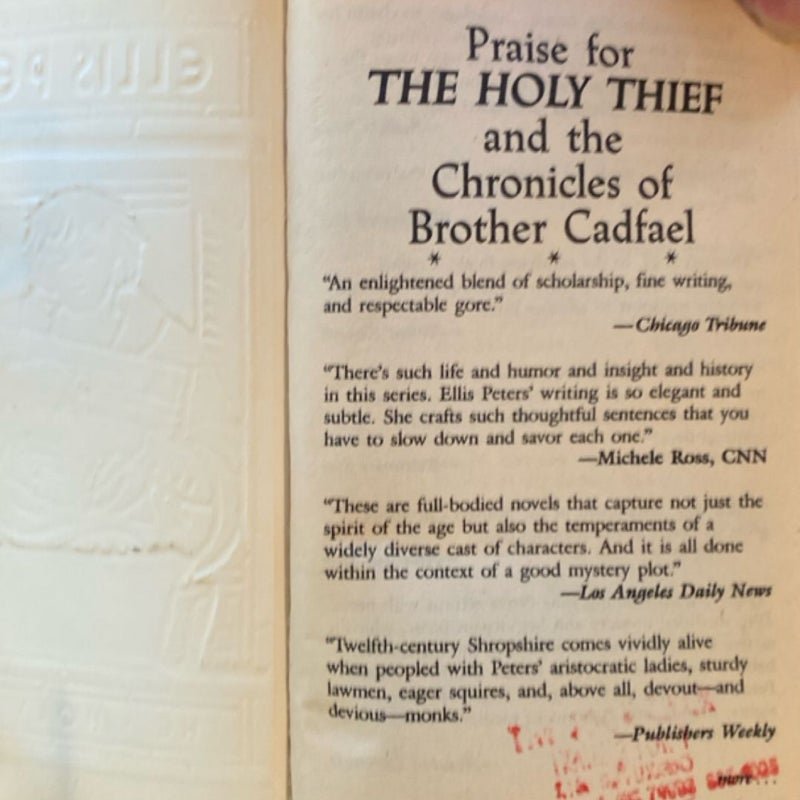 ELLIS PE
Praise for
THE HOLY THIEF
and the
Chronicles of
Brother Cadfael
* * *
“An enlightened blend of scholarship, fine writing,
and respectable gore.”
—Chicago Tribune
“There’s such life and humor and insight and history
in this series. Ellis Peters’ writing is so elegant and
subtle. She crafts such thoughtful sentences that you
have to slow down and savor each one.”
—Michele Ross, CNN
“These are full-bodied novels that capture not just the
spirit of the age but also the temperaments of a
widely diverse cast of characters. And it is all done
within the context of a good mystery plot.”
—Los Angeles Daily News
“Twelfth-century Shropshire comes vividly alive
when peopled with Peters’ aristocratic ladies, sturdy
lawmen, eager squires, and, above all, devout—and
devious—monks.”
—Publishers Weekly
more . . .